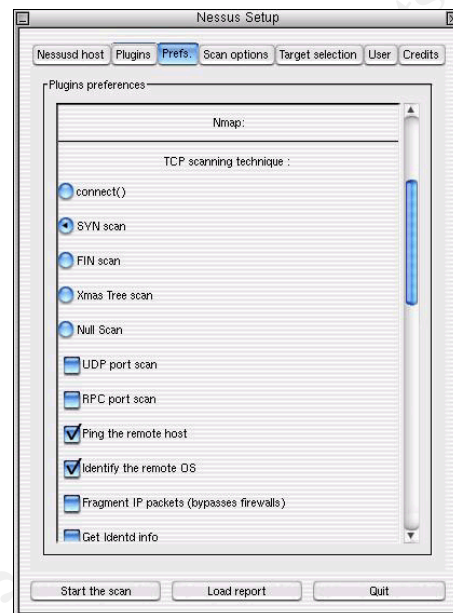 Nessus Setup
Nessusd host Plugins Prefs. Scan options Target selection User Credits
Plugins preferences
Nmap:
TCP scanning technique :
connect()
SYN scan
FIN scan
Xmas Tree scan
Null Scan
UDP port scan
RPC port scan
Ping the remote host
Identify the remote OS
Fragment IP packets (bypasses firewalls)
Get Identd info
Start the scan Load report Quit